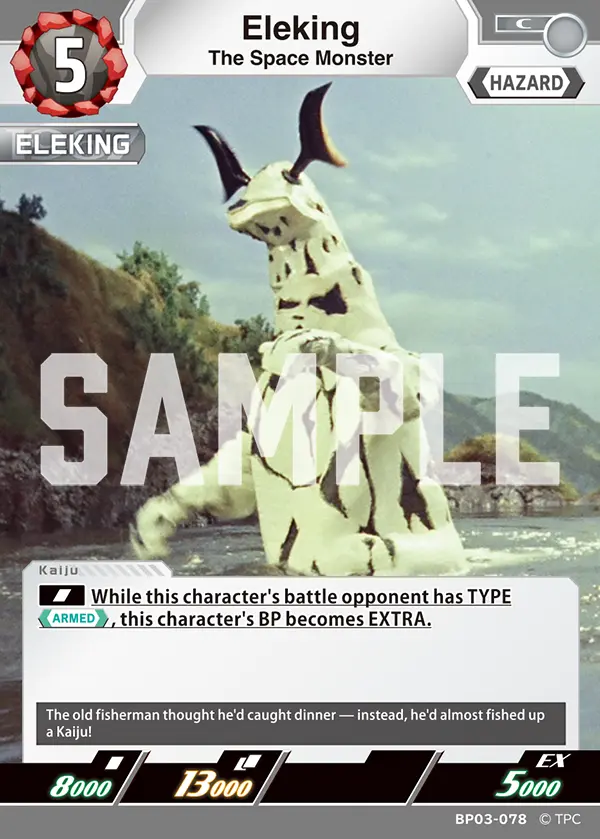 5
Eleking
The Space Monster
C
HAZARD
ELEKING
SAMPLE
Kaiju
While this character's battle opponent has TYPE
ARMED, this character's BP becomes EXTRA.
The old fisherman thought he'd caught dinner — instead, he'd almost fished up
a Kaiju!
8000
13000
EX
5000
BP03-078 © TPC